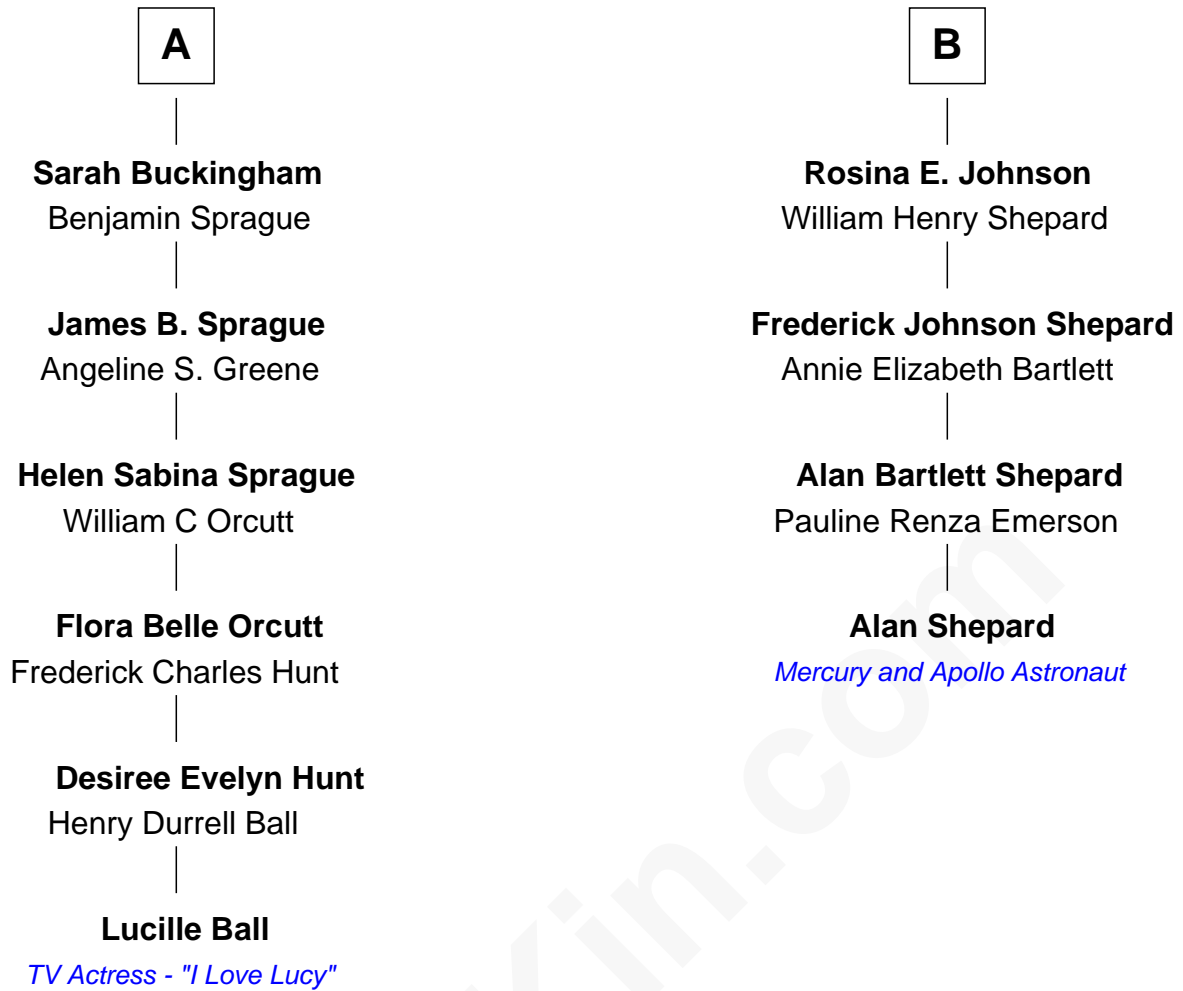 A
Sarah Buckingham
Benjamin Sprague
James B. Sprague
Angeline S. Greene
Helen Sabina Sprague
William C Orcutt
Flora Belle Orcutt
Frederick Charles Hunt
Desiree Evelyn Hunt
Henry Durrell Ball
Lucille Ball
TV Actress - "I Love Lucy"
B
Rosina E. Johnson
William Henry Shepard
Frederick Johnson Shepard
Annie Elizabeth Bartlett
Alan Bartlett Shepard
Pauline Renza Emerson
Alan Shepard
Mercury and Apollo Astronaut
Kin.com